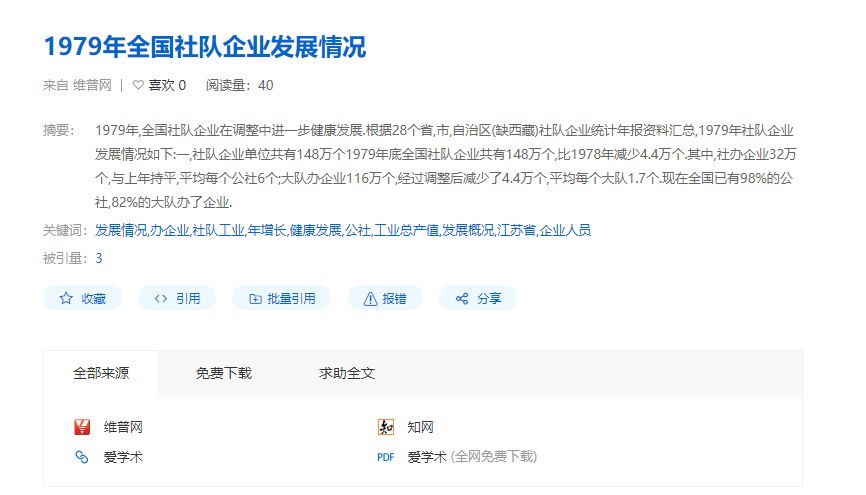 1979年全国社队企业发展情况
来自 维普网 | 喜欢 0 阅读量: 40
摘要: 1979年,全国社队企业在调整中进一步健康发展.根据28个省,市,自治区(缺西藏)社队企业统计年报资料汇总,1979年社队企业
发展情况如下:一,社队企业单位共有148万个1979年底全国社队企业共有148万个,比1978年减少4.4万个.其中,社办企业32万
个,与上年持平,平均每个公社6个;大队办企业116万个,经过调整后减少了4.4万个,平均每个大队1.7个.现在全国已有98%的公
社,82%的大队办了企业.
关键词: 发展情况,办企业,社队工业,年增长,健康发展,公社,工业总产值,发展概况,江苏省,企业人员
被引量: 3
收藏 引用 批量引用 报错 分享
全部来源 免费下载 求助全文
维普网 知 知网
爱学术 PDF 爱学术 (全网免费下载)